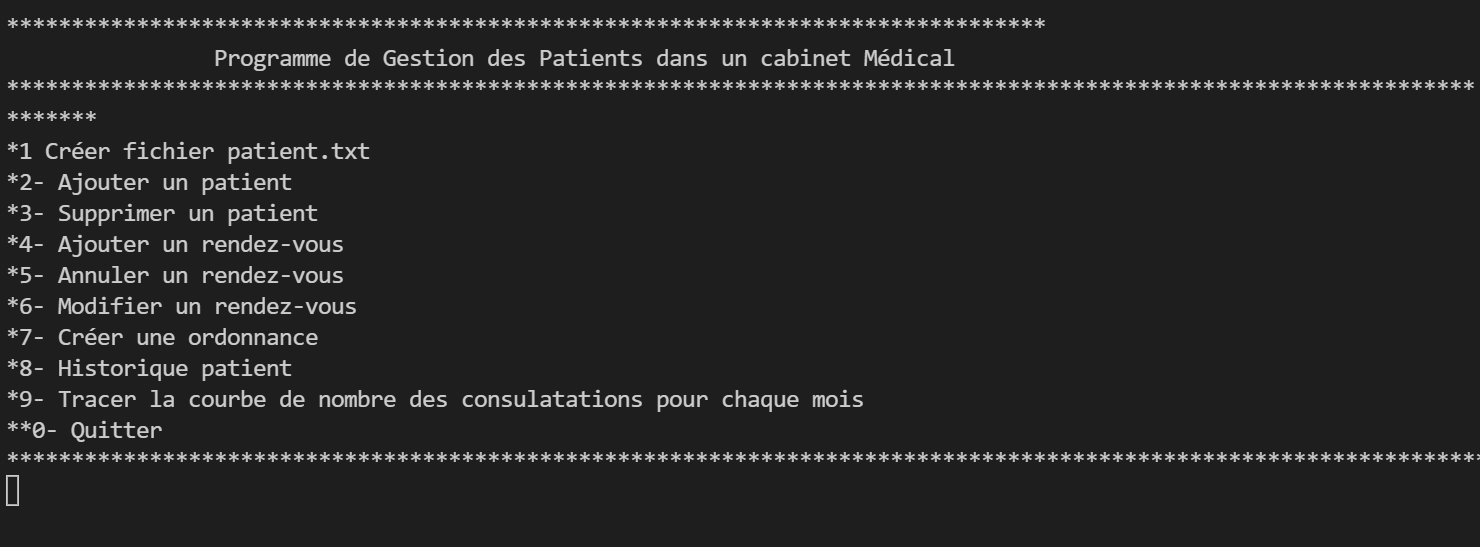 ********************************************************************************
Programme de Gestion des Patients dans un cabinet Médical
*****************************************************************************************************************
*******
*1 Créer fichier patient.txt
*2- Ajouter un patient
*3- Supprimer un patient
*4- Ajouter un rendez-vous
*5- Annuler un rendez-vous
*6- Modifier un rendez-vous
*7- Créer une ordonnance
*8- Historique patient
*9- Tracer la courbe de nombre des consulatations pour chaque mois
**0- Quitter
******************************************************************************************************************